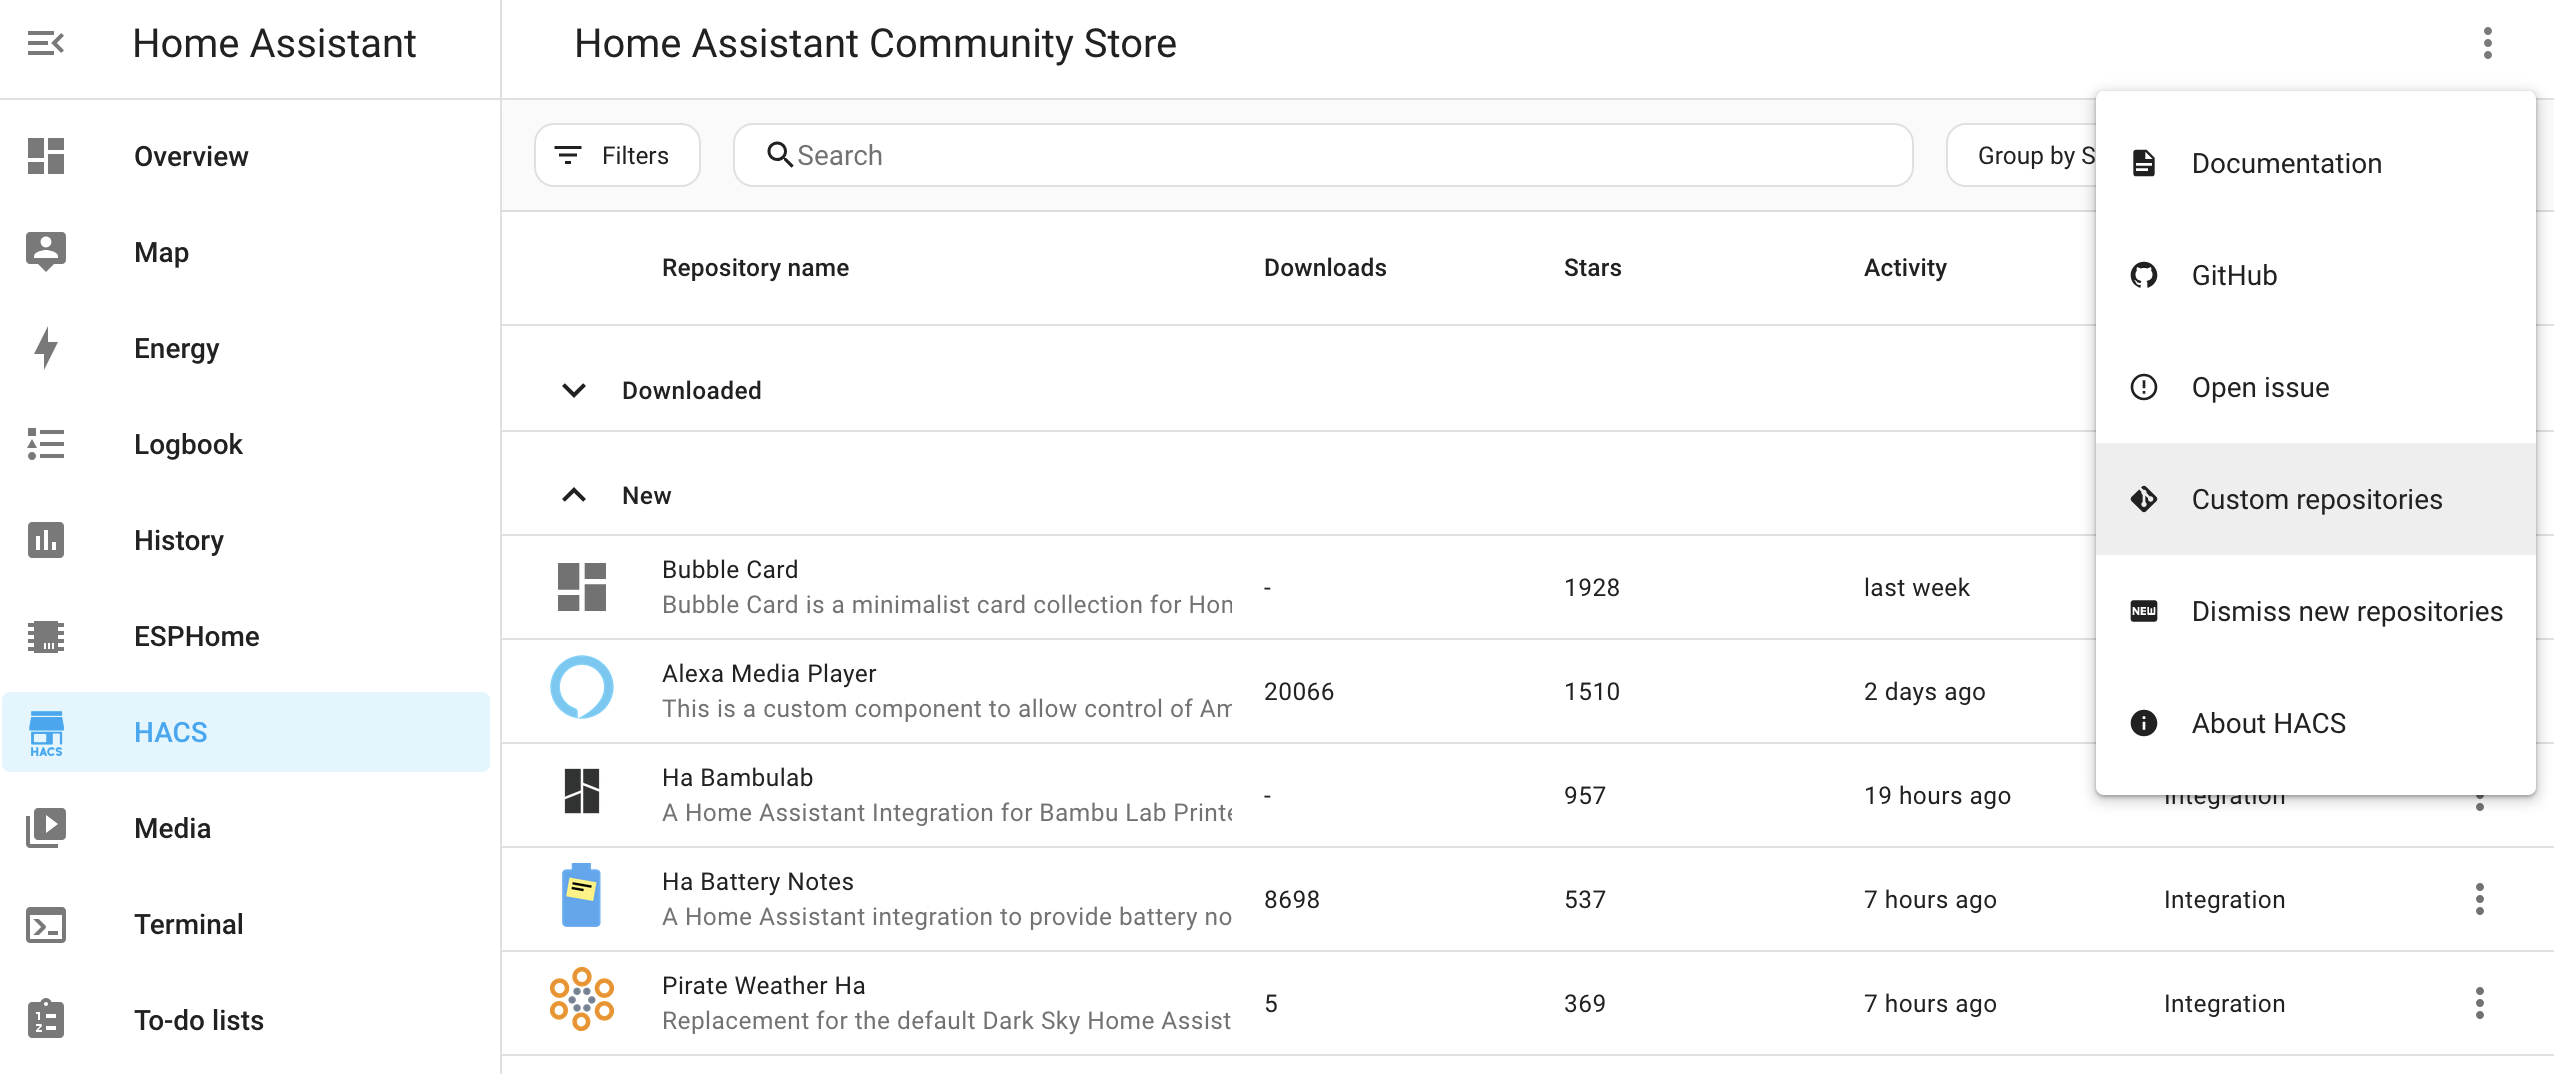 Home Assistant
Home Assistant Community Store
Overview
Map
Energy
Logbook
History
ESPHome
HACS
HACS
Media
Terminal
To-do lists
Filters
Search
Group by S
Repository name Downloads Stars Activity
Downloaded
New
Bubble Card
Bubble Card is a minimalist card collection for Hon
- 1928 last week
Alexa Media Player
This is a custom component to allow control of Am
20066 1510 2 days ago
Ha Bambulab
A Home Assistant Integration for Bambu Lab Printe
- 957 19 hours ago Integration
Ha Battery Notes
A Home Assistant integration to provide battery no
8698 537 7 hours ago Integration
Pirate Weather Ha
Replacement for the default Dark Sky Home Assist
5 369 7 hours ago Integration
Documentation
GitHub
Open issue
Custom repositories
NEW Dismiss new repositories
About HACS